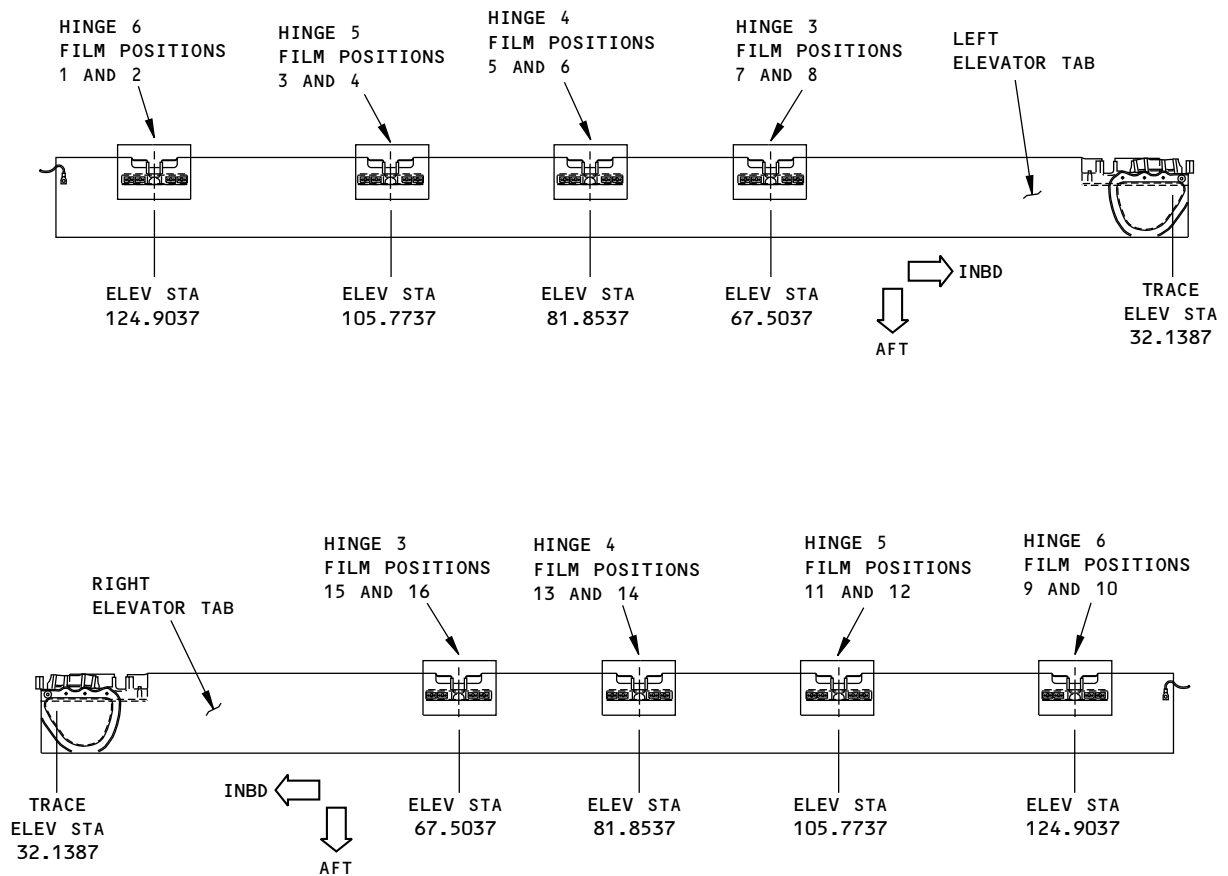 HINGE 6
FILM POSITIONS
1 AND 2
HINGE 5
FILM POSITIONS
3 AND 4
HINGE 4
FILM POSITIONS
5 AND 6
HINGE 3
FILM POSITIONS
7 AND 8
LEFT
ELEVATOR TAB
ELEV STA
124.9037
ELEV STA
105.7737
ELEV STA
81.8537
ELEV STA
67.5037
INBD
AFT
TRACE
ELEV STA
32.1387
RIGHT
ELEVATOR TAB
HINGE 3
FILM POSITIONS
15 AND 16
HINGE 4
FILM POSITIONS
13 AND 14
HINGE 5
FILM POSITIONS
11 AND 12
HINGE 6
FILM POSITIONS
9 AND 10
TRACE
ELEV STA
32.1387
INBD
AFT
ELEV STA
67.5037
ELEV STA
81.8537
ELEV STA
105.7737
ELEV STA
124.9037